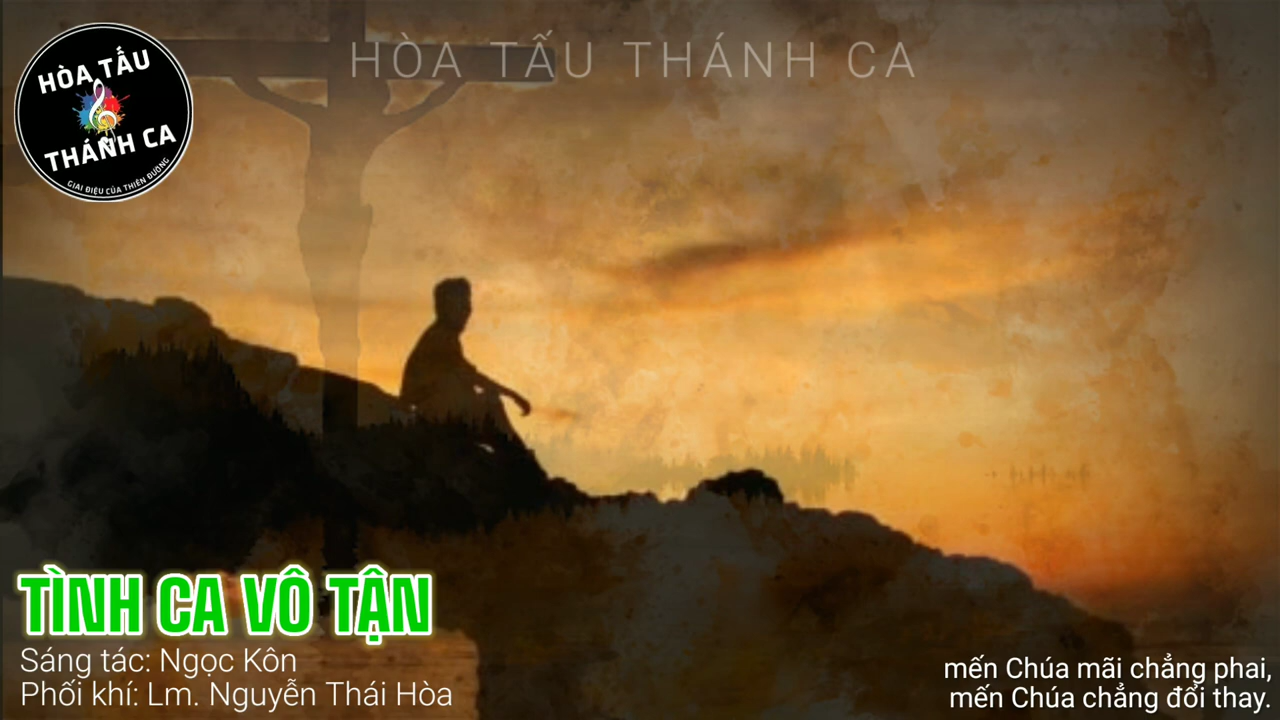 HÒA TẤU
THÁNH CA
GIAI ĐIỆU CỦA THIÊN ĐƯỜNG
HÒA TẤU THÁNH CA
TÌNH CA VÔ TẬN
Sáng tác: Ngọc Kôn
Phối khí: Lm. Nguyễn Thái Hòa
mến Chúa mãi chẳng phai,
mến Chúa chẳng đổi thay.